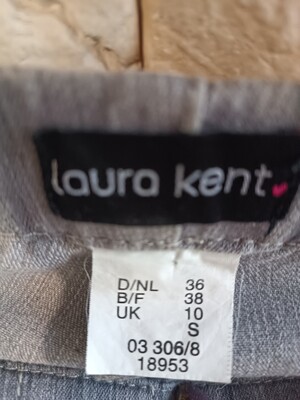 laura kent
D/NL 36
B/F 38
UK 10
S
03 306/8
18953